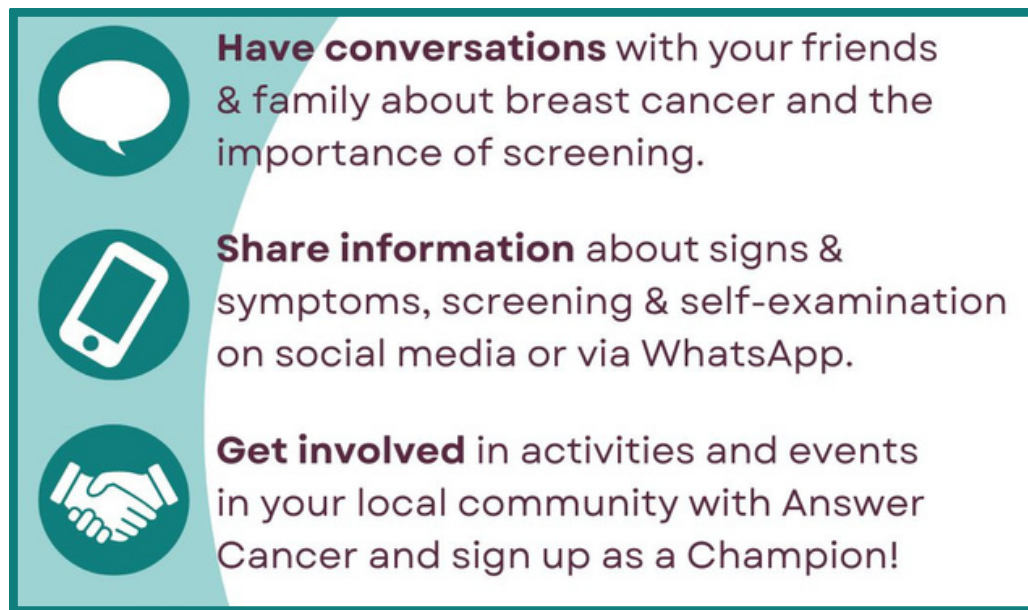 Have conversations with your friends
& family about breast cancer and the
importance of screening.
Share information about signs &
symptoms, screening & self-examination
on social media or via WhatsApp.
Get involved in activities and events
in your local community with Answer
Cancer and sign up as a Champion!